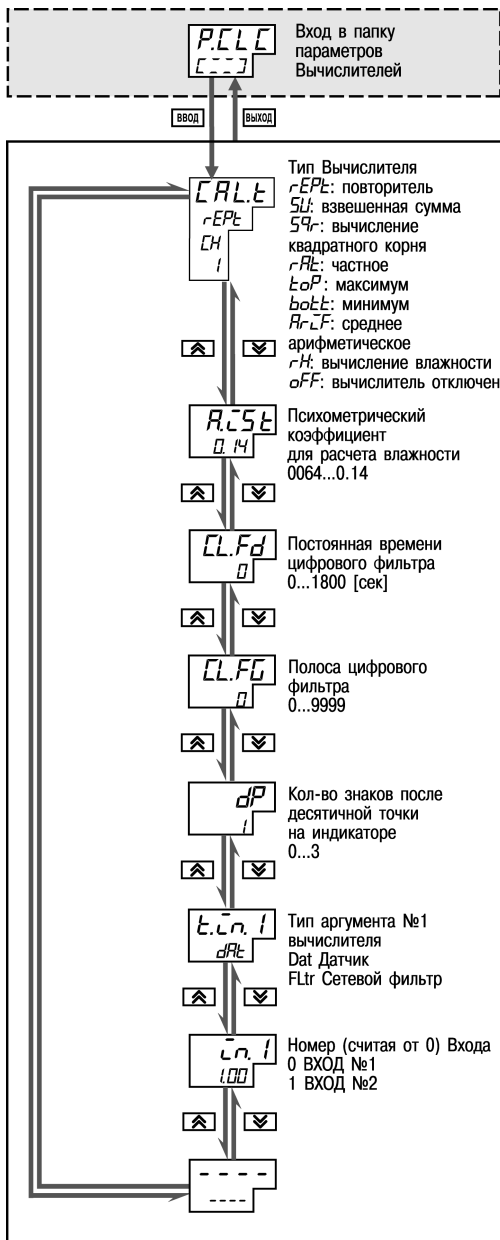 P.CLC
[---]
Вход в папку
параметров
Вычислителей
ВВОД
ВЫХОД
CAL.t
rEPt
CH
1
Тип Вычислителя
rEPt: повторитель
SU: взвешенная сумма
Sqr: вычисление
квадратного корня
rAt: частное
toP: максимум
bott: минимум
AriF: среднее
арифметическое
rH: вычисление влажности
oFF: вычислитель отключен
A.iSt
0.14
Психометрический
коэффициент
для расчета влажности
0064...0.14
CL.Fd
0
Постоянная времени
цифрового фильтра
0...1800 [сек]
CL.FG
0
Полоса цифрового
фильтра
0...9999
dP
1
Кол-во знаков после
десятичной точки
на индикаторе
0...3
t.in.1
dAt
Тип аргумента №1
вычислителя
Dat Датчик
FLtr Сетевой фильтр
in.1
1.00
Номер (считая от 0) Входа
0 ВХОД №1
1 ВХОД №2
- - - -
----